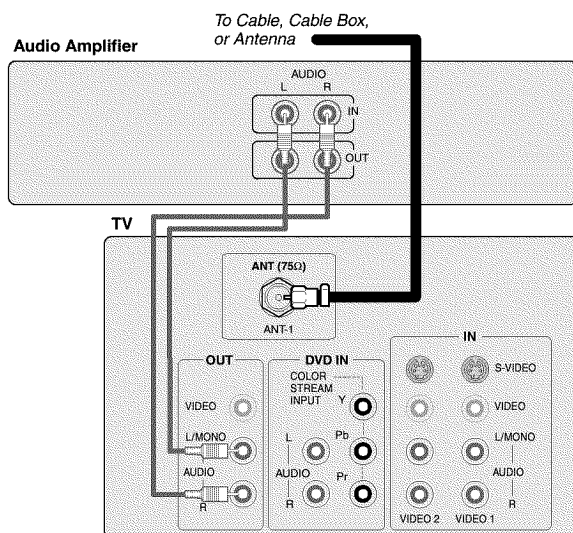 To Cable, Cable Box,
or Antenna
Audio Amplifier
AUDIO
L R
IN
OUT
TV
ANT (75Ω)
ANT-1
IN
OUT
DVD IN
COLOR
STREAM
INPUT
Y
S-VIDEO
VIDEO
VIDEO
L/MONO
L
Pb
L/MONO
AUDIO
AUDIO
Pr
AUDIO
R
R
R
VIDEO 2
VIDEO 1